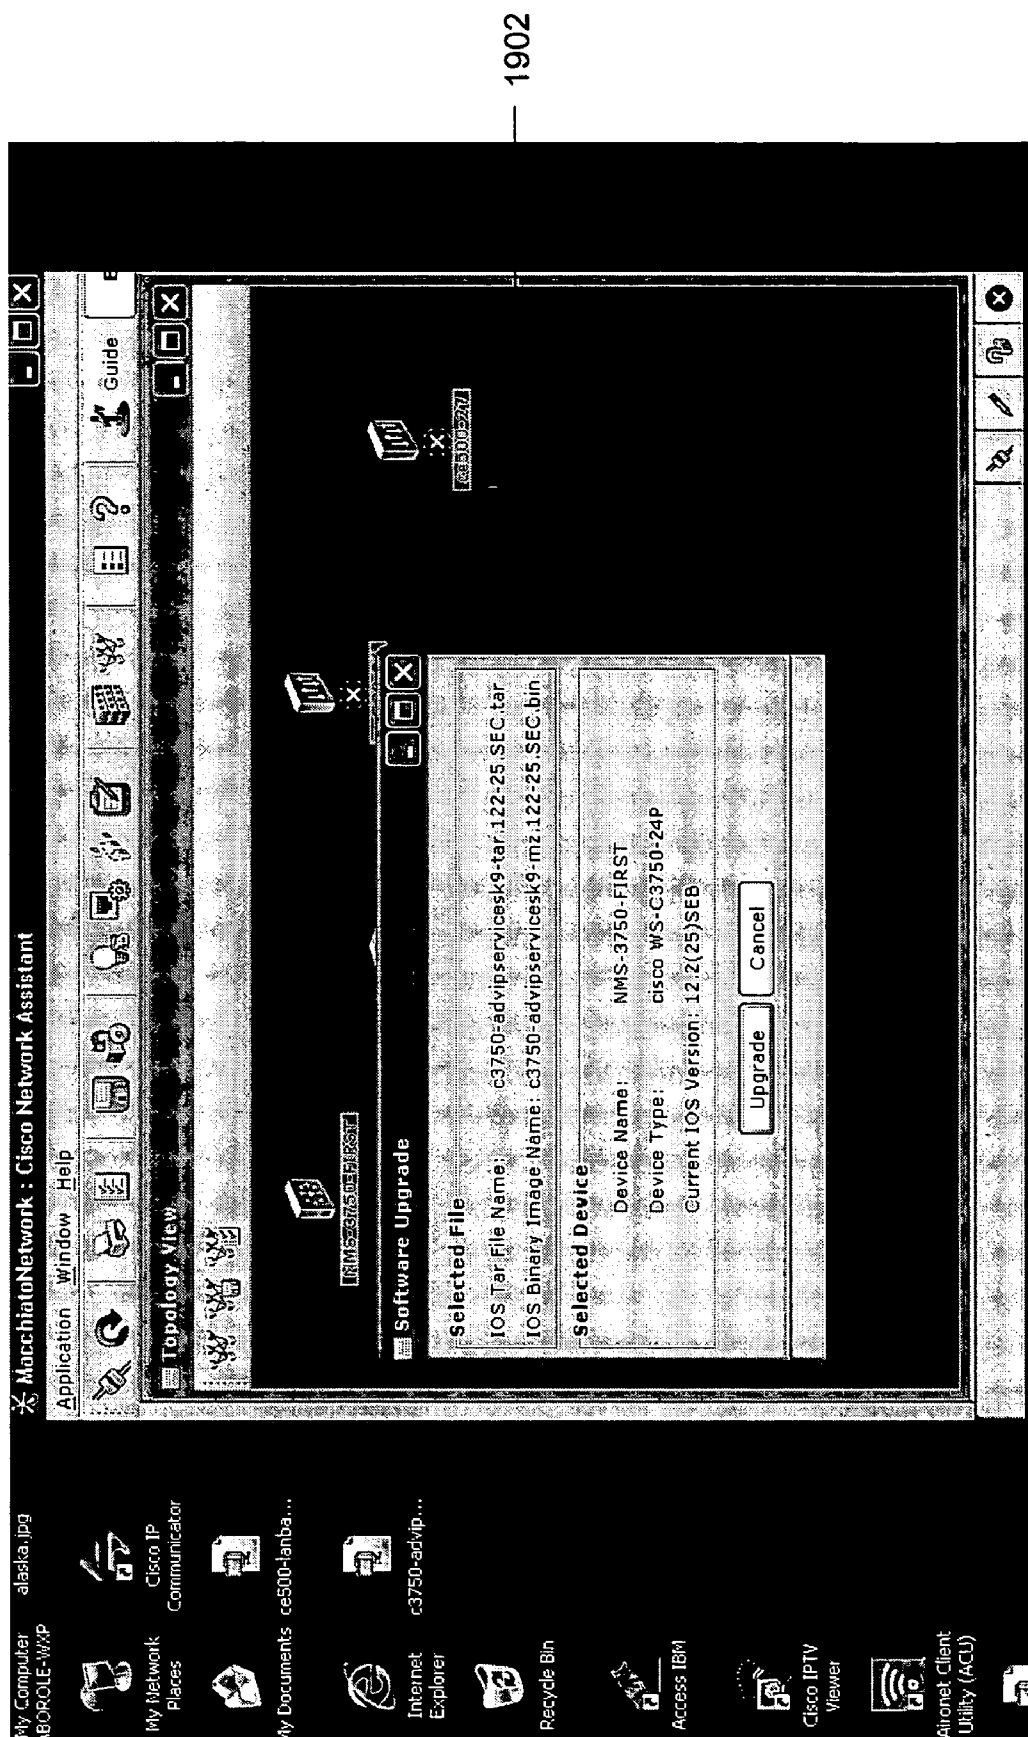 1902
My Computer
alaska.jpg
ABOROLE-WXP
My Network
Places
Cisco IP
Communicator
My Documents
ce500-lanba...
Internet
Explorer
c3750-advip...
Recycle Bin
Access IBM
Cisco IPTV
Viewer
Aironet Client
Utility (ACU)
MacchiatoNetwork : Cisco Network Assistant
Application Window Help
Guide
Topology View
NMS-3750-FIRST
ce500-24
Software Upgrade
Selected File
IOS Tar File Name: c3750-advipservicesk9-tar.122-25.SEC.tar
IOS Binary Image Name: c3750-advipservicesk9-mz.122-25.SEC.bin
Selected Device
Device Name: NMS-3750-FIRST
Device Type: cisco WS-C3750-24P
Current IOS Version: 12.2(25)SEB
Upgrade Cancel